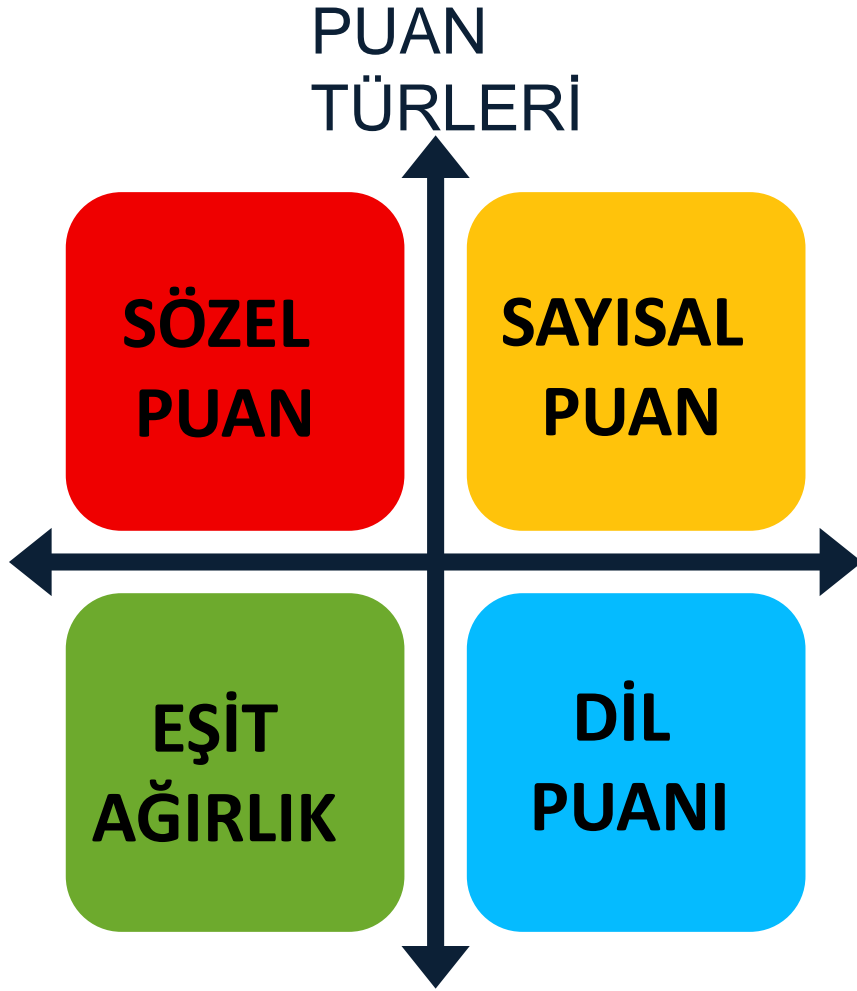 PUAN
TÜRLERİ
SÖZEL
PUAN
SAYISAL
PUAN
EŞİT
AĞIRLIK
DİL
PUANI